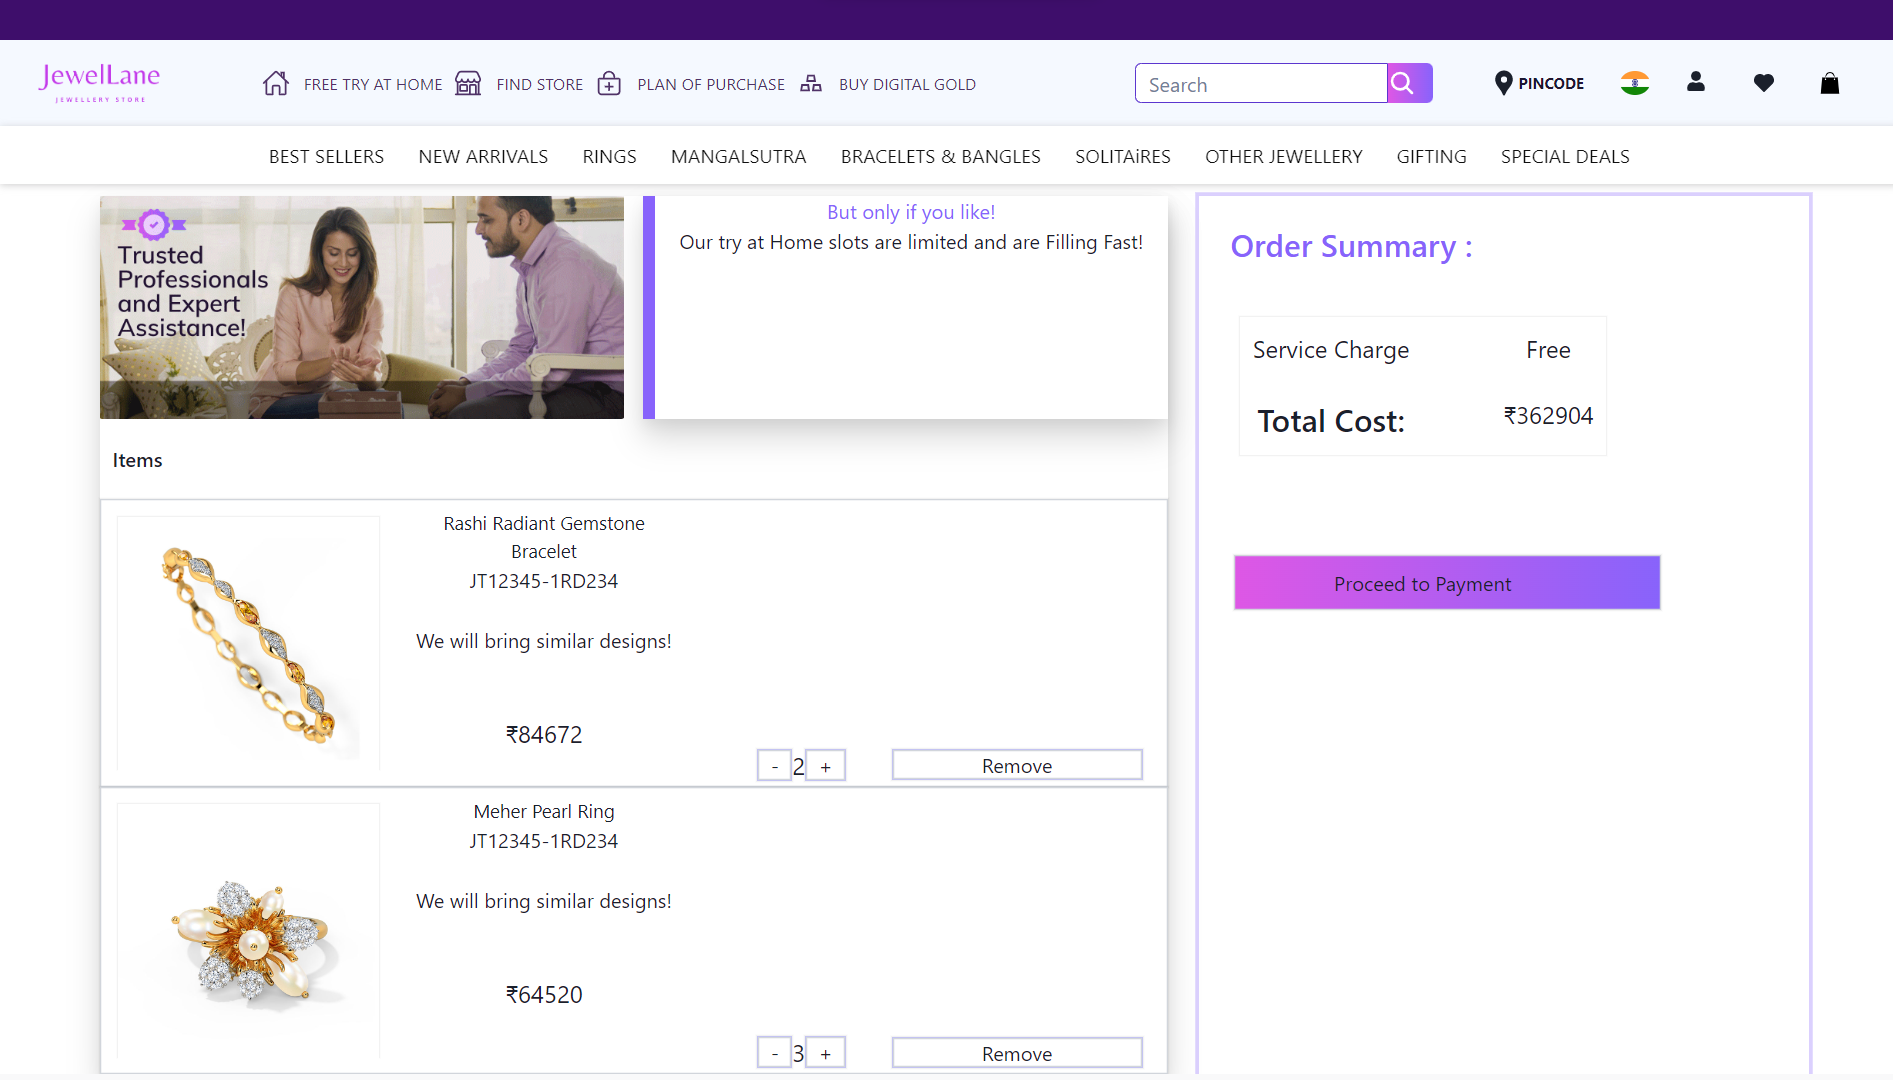 JewelLane
JEWELLERY STORE
FREE TRY AT HOME
FIND STORE
PLAN OF PURCHASE
BUY DIGITAL GOLD
Search
PINCODE
BEST SELLERS
NEW ARRIVALS
RINGS
MANGALSUTRA
BRACELETS & BANGLES
SOLITAiRES
OTHER JEWELLERY
GIFTING
SPECIAL DEALS
Trusted
Professionals
and Expert
Assistance!
But only if you like!
Our try at Home slots are limited and are Filling Fast!
Items
Rashi Radiant Gemstone
Bracelet
JT12345-1RD234
We will bring similar designs!
₹84672
- 2 +
Remove
Meher Pearl Ring
JT12345-1RD234
We will bring similar designs!
₹64520
- 3 +
Remove
Order Summary :
Service Charge Free
Total Cost: ₹362904
Proceed to Payment